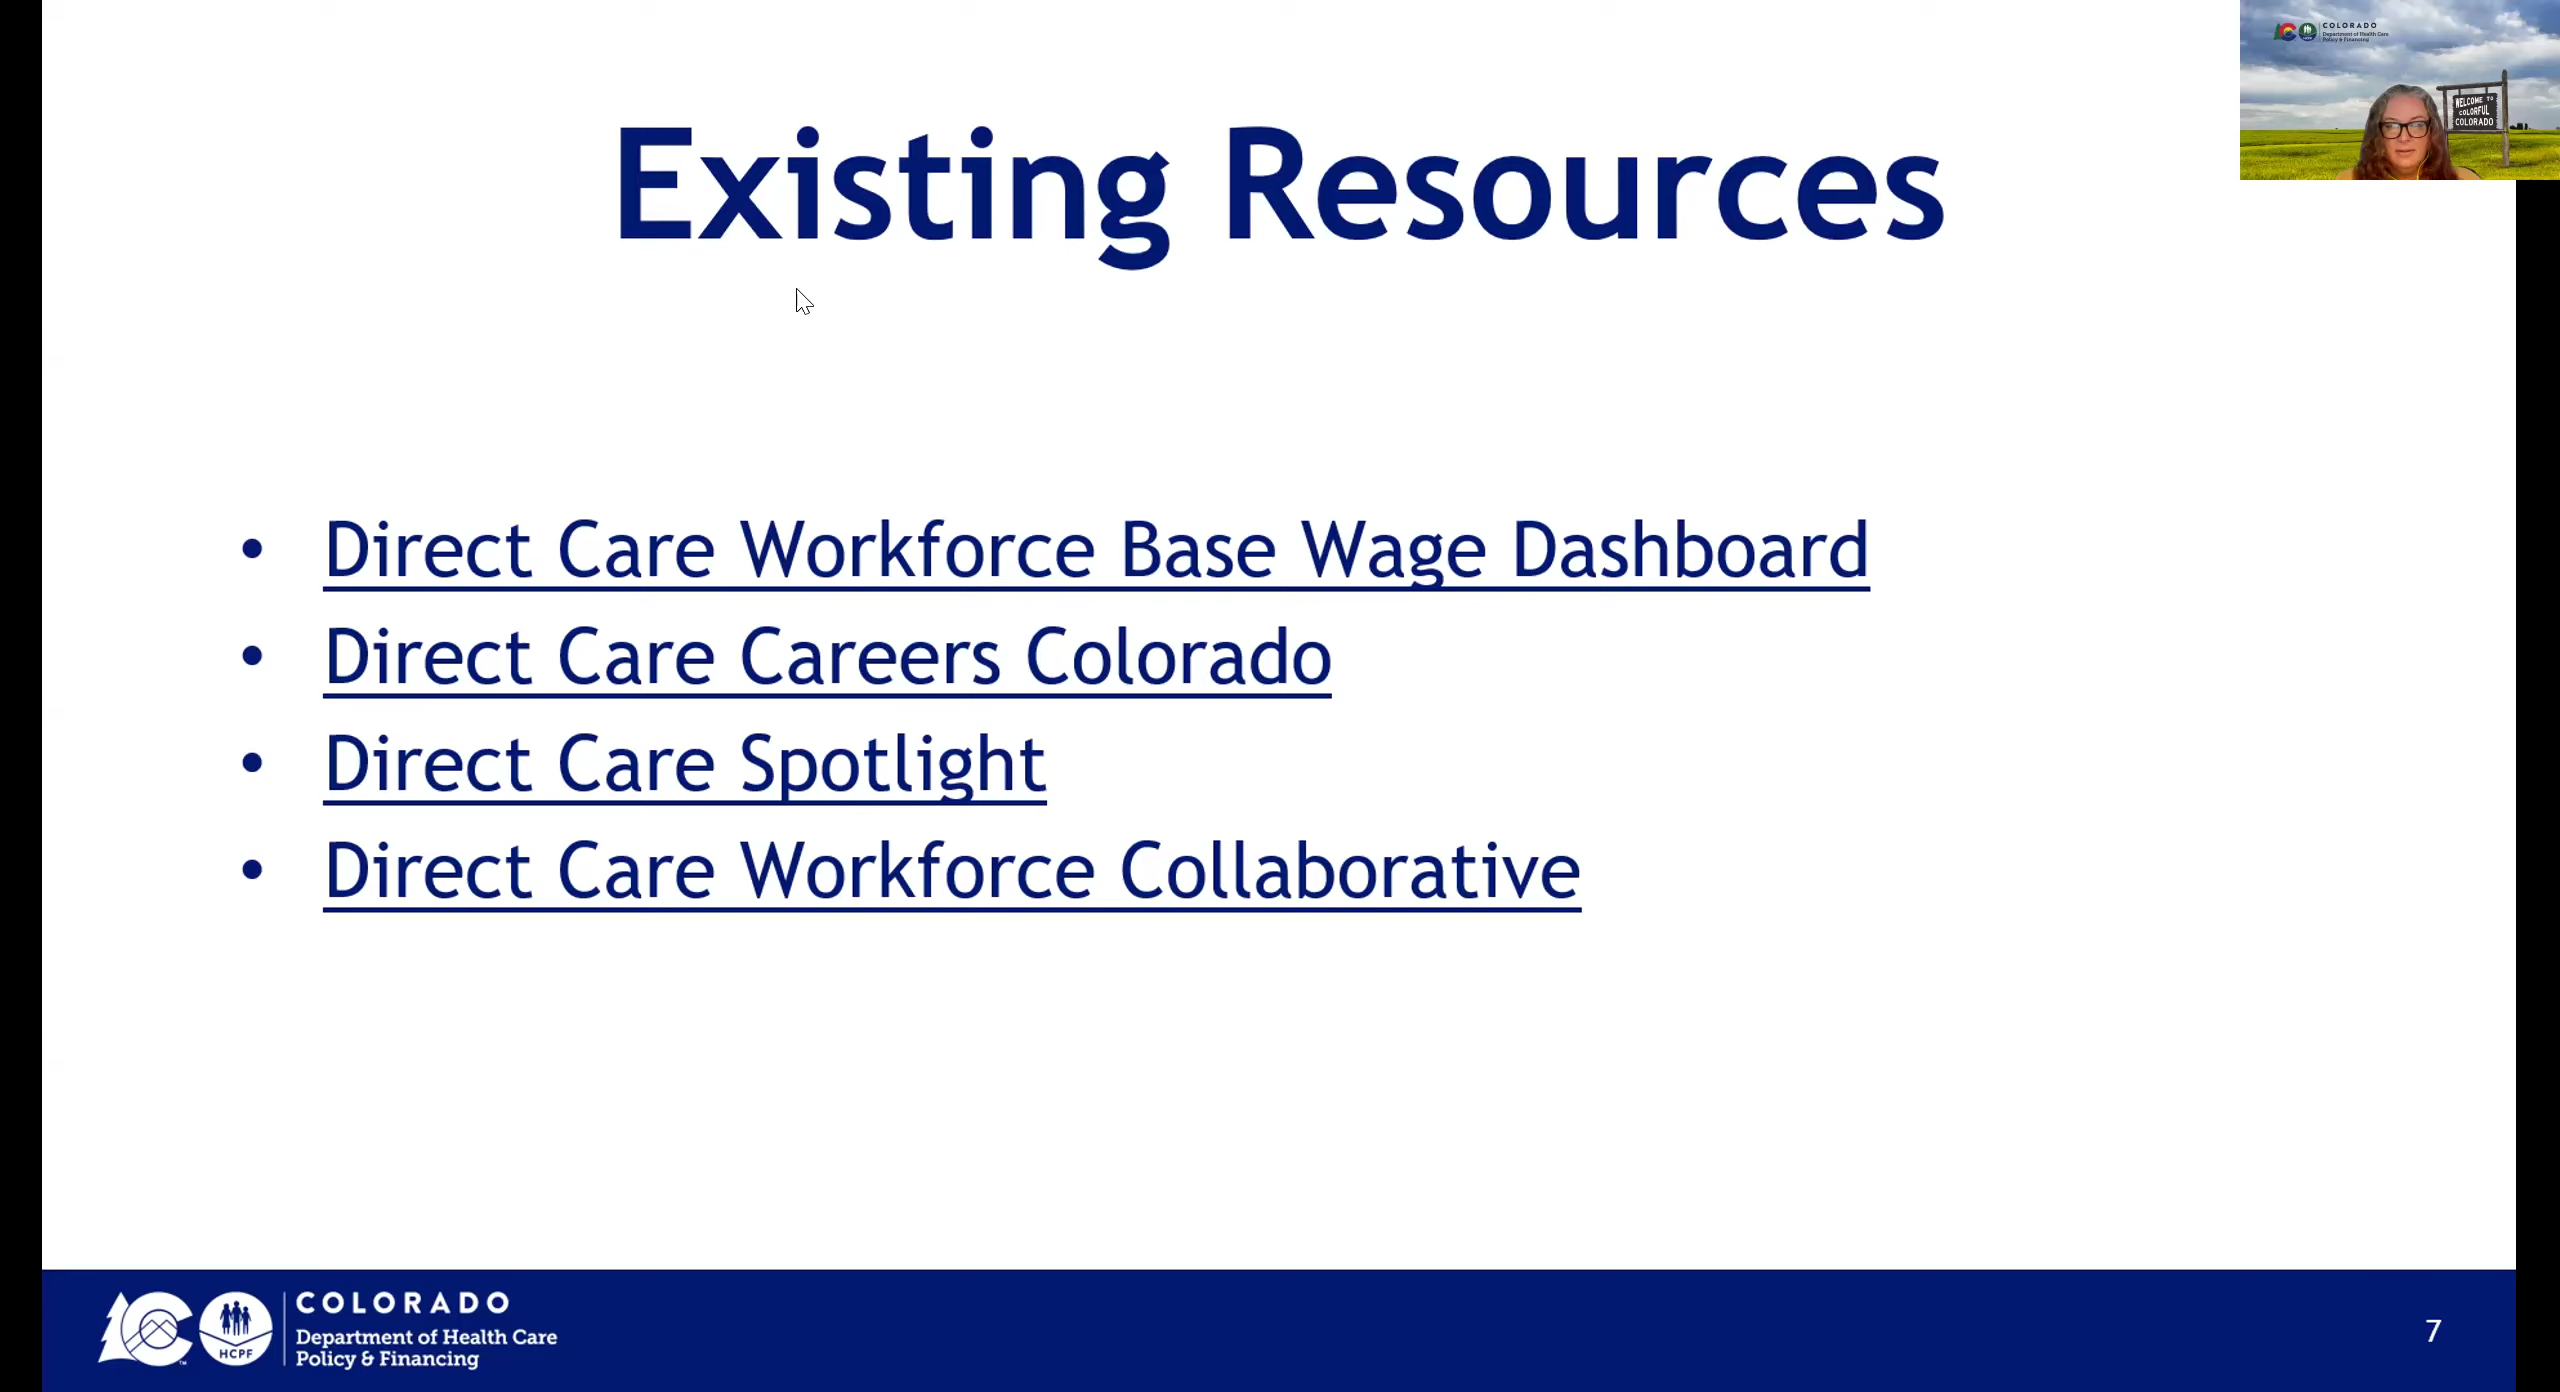 Existing Resources
• Direct Care Workforce Base Wage Dashboard
• Direct Care Careers Colorado
• Direct Care Spotlight
• Direct Care Workforce Collaborative
COLORADO
Department of Health Care
Policy & Financing
WELCOME TO
COLORFUL
COLORADO
HCPF
COLORADO
Department of Health Care
Policy & Financing
™
7